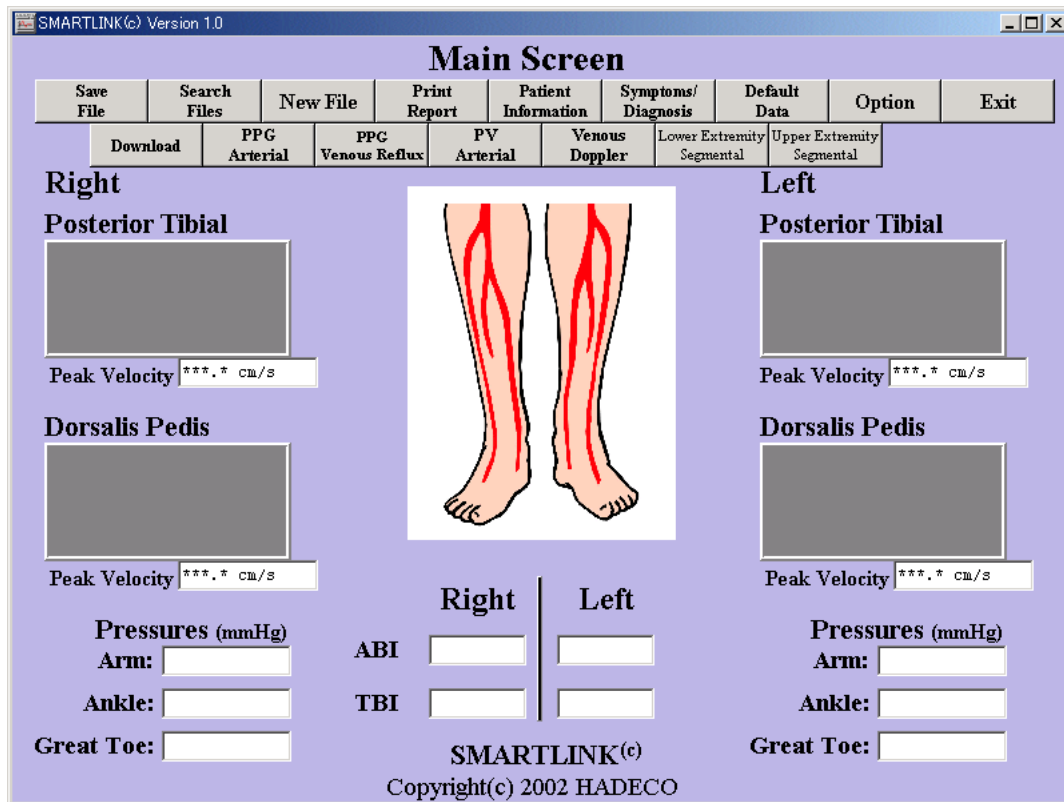 SMARTLINK(c) Version 1.0
Main Screen
Save File
Search Files
New File
Print Report
Patient Information
Symptoms/ Diagnosis
Default Data
Option
Exit
Download
PPG Arterial
PPG Venous Reflux
PV Arterial
Venous Doppler
Lower Extremity Segmental
Upper Extremity Segmental
Right
Posterior Tibial
Peak Velocity ***.* cm/s
Dorsalis Pedis
Peak Velocity ***.* cm/s
Pressures (mmHg)
Arm:
Ankle:
Great Toe:
Right Left
ABI
TBI
SMARTLINK(c)
Copyright(c) 2002 HADECO
Left
Posterior Tibial
Peak Velocity ***.* cm/s
Dorsalis Pedis
Peak Velocity ***.* cm/s
Pressures (mmHg)
Arm:
Ankle:
Great Toe: